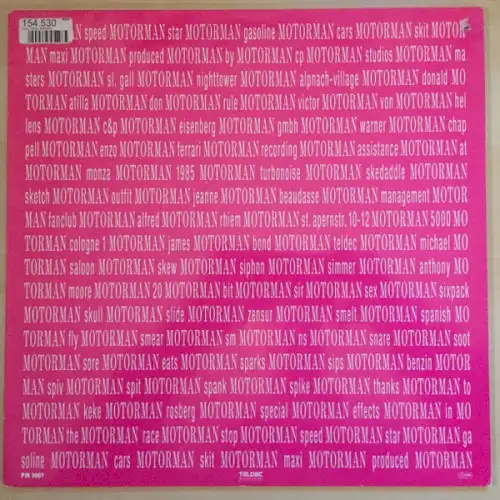 154.530
MAN speed MOTORMAN star MOTORMAN gasoline MOTORMAN cars MOTORMAN skit MOTOR
MAN maxi MOTORMAN produced MOTORMAN by MOTORMAN cp MOTORMAN studios MOTORMAN ma
sters MOTORMAN sl. gall MOTORMAN nighttower MOTORMAN alpnach-village MOTORMAN donald MO
TORMAN atilla MOTORMAN don MOTORMAN rule MOTORMAN victor MOTORMAN von MOTORMAN hel
lens MOTORMAN c&p MOTORMAN eisenberg MOTORMAN gmbh MOTORMAN warner MOTORMAN chap
pell MOTORMAN enzo MOTORMAN ferrari MOTORMAN recording MOTORMAN assistance MOTORMAN at
MOTORMAN monza MOTORMAN 1985 MOTORMAN turbonoise MOTORMAN skedaddle MOTORMAN
sketch MOTORMAN outfit MOTORMAN jeanne MOTORMAN beaudasse MOTORMAN management MOTOR
MAN fanclub MOTORMAN alfred MOTORMAN rhiem MOTORMAN st. apernstr. 10-12 MOTORMAN 5000 MO
TORMAN cologne 1 MOTORMAN james MOTORMAN bond MOTORMAN teldec MOTORMAN michael MO
TORMAN saloon MOTORMAN skew MOTORMAN siphon MOTORMAN simmer MOTORMAN anthony MO
TORMAN moore MOTORMAN 20 MOTORMAN bit MOTORMAN sir MOTORMAN sex MOTORMAN sixpack
MOTORMAN skull MOTORMAN slide MOTORMAN zensur MOTORMAN smelt MOTORMAN spanish MO
TORMAN fly MOTORMAN smear MOTORMAN sm MOTORMAN ns MOTORMAN snare MOTORMAN soot
MOTORMAN sore MOTORMAN eats MOTORMAN sparks MOTORMAN sips MOTORMAN benzin MOTOR
MAN spiv MOTORMAN spit MOTORMAN spank MOTORMAN spike MOTORMAN thanks MOTORMAN to
MOTORMAN keke MOTORMAN rosberg MOTORMAN special MOTORMAN effects MOTORMAN in MO
TORMAN the MOTORMAN race MOTORMAN stop MOTORMAN speed MOTORMAN star MOTORMAN ga
soline MOTORMAN cars MOTORMAN skit MOTORMAN maxi MOTORMAN produced MOTORMAN
TELDEC